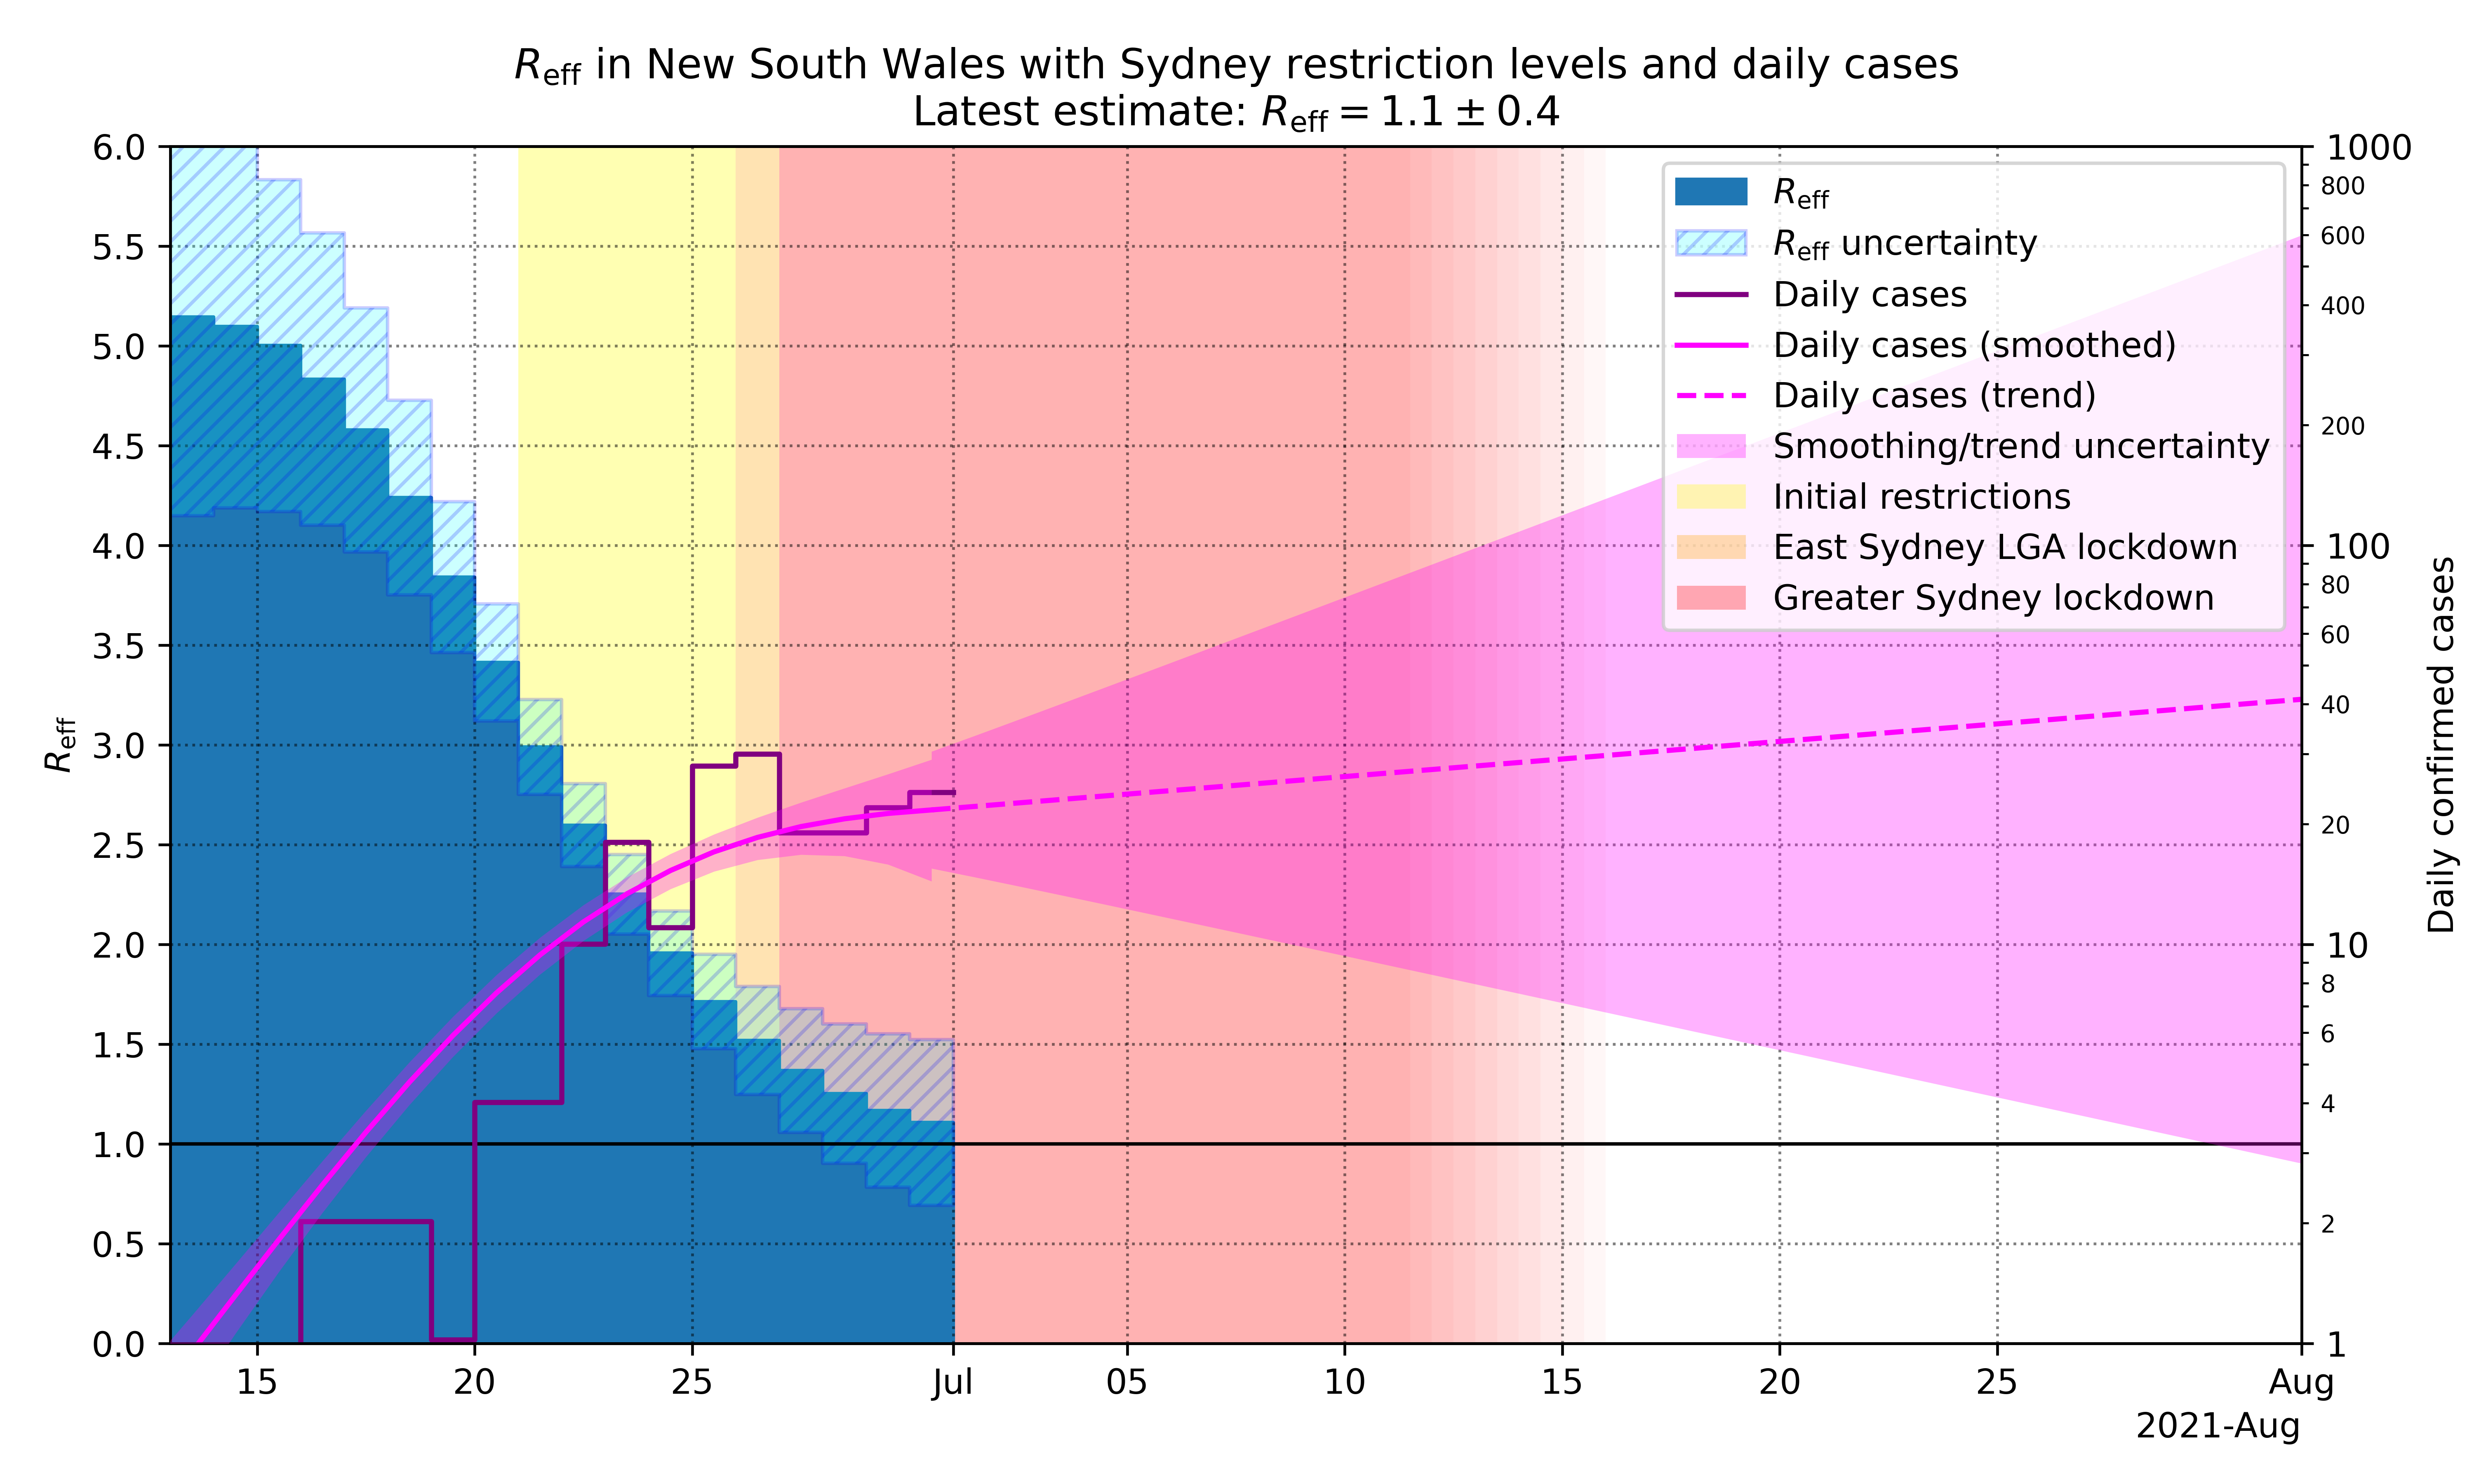 R_eff in New South Wales with Sydney restriction levels and daily cases
Latest estimate: R_eff = 1.1 ± 0.4
6.0
5.5
5.0
4.5
4.0
3.5
3.0
2.5
2.0
1.5
1.0
0.5
0.0
R_eff
R_eff
R_eff uncertainty
Daily cases
Daily cases (smoothed)
Daily cases (trend)
Smoothing/trend uncertainty
Initial restrictions
East Sydney LGA lockdown
Greater Sydney lockdown
1000
800
600
400
200
100
80
60
40
20
10
8
6
4
2
1
Daily confirmed cases
15 20 25 Jul 05 10 15 20 25 Aug
2021-Aug